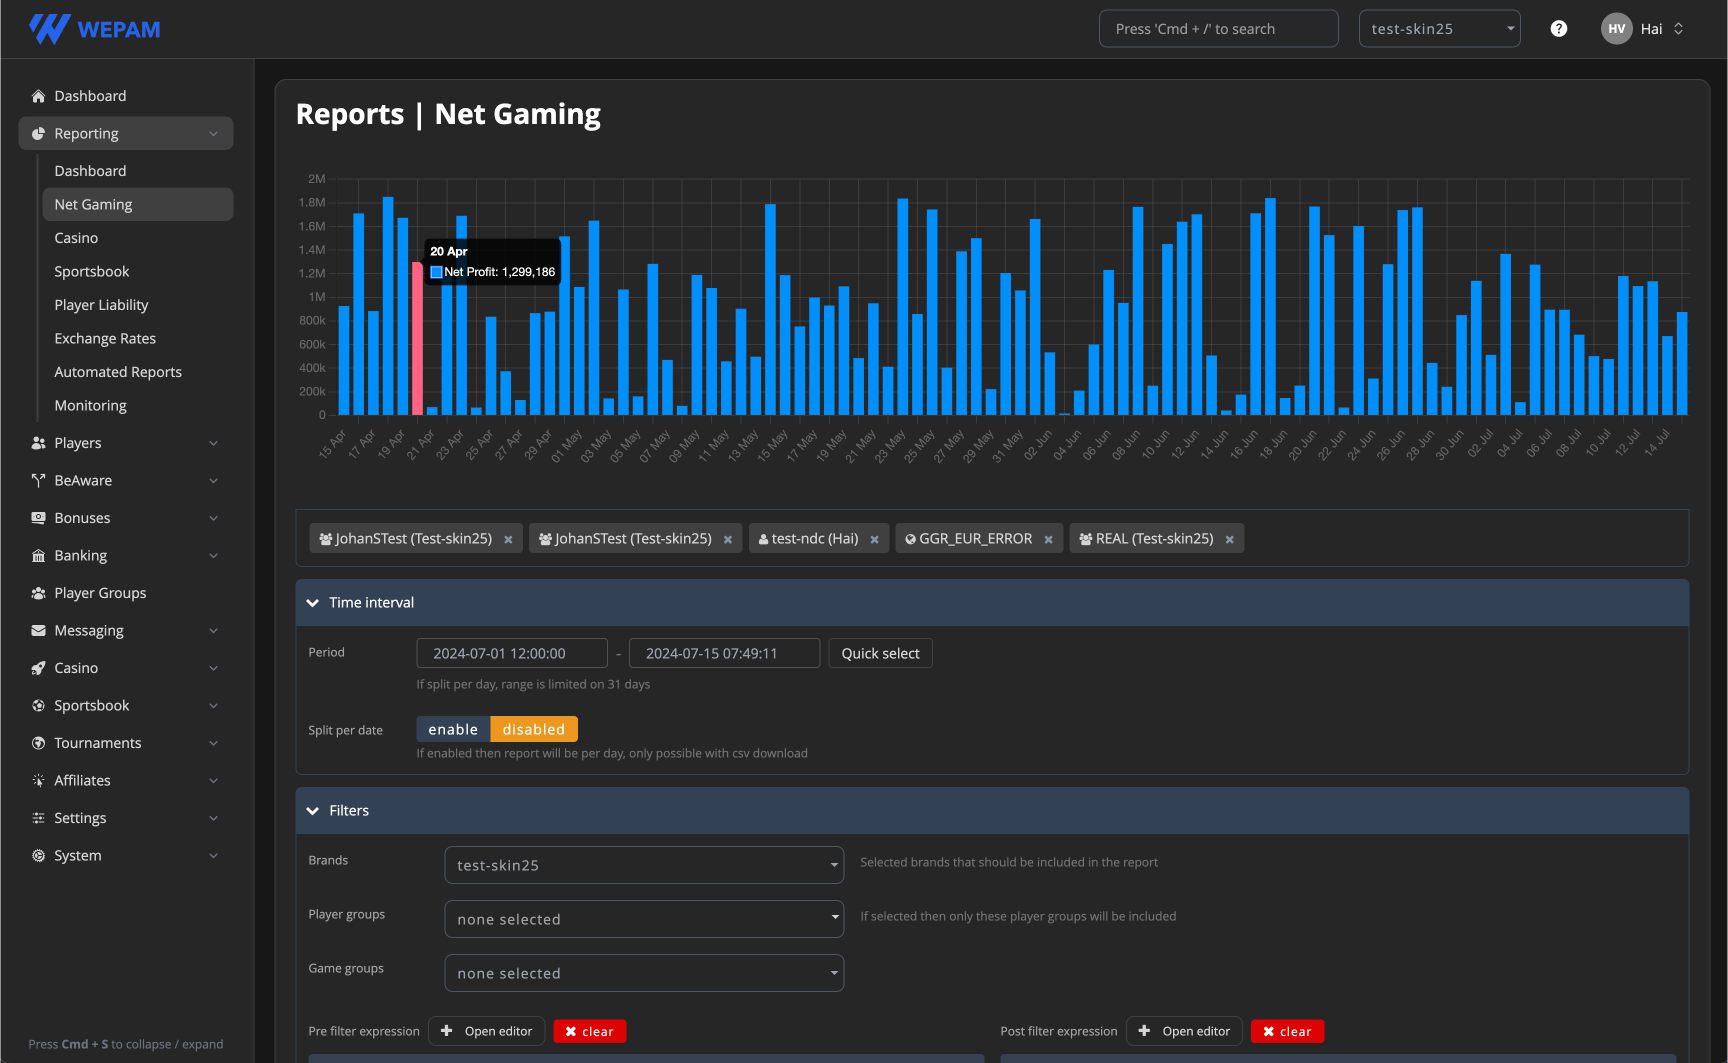 WEPAM
Press 'Cmd + /' to search
test-skin25
HV
Hai
Dashboard
Reporting
Dashboard
Net Gaming
Casino
Sportsbook
Player Liability
Exchange Rates
Automated Reports
Monitoring
Players
BeAware
Bonuses
Banking
Player Groups
Messaging
Casino
Sportsbook
Tournaments
Affiliates
Settings
System
Press Cmd + S to collapse / expand
Reports | Net Gaming
2M
1.8M
1.6M
1.4M
1.2M
1M
800k
600k
400k
200k
0
20 Apr
Net Profit: 1,299,186
15 Apr
17 Apr
19 Apr
21 Apr
23 Apr
25 Apr
27 Apr
29 Apr
01 May
03 May
05 May
07 May
09 May
11 May
13 May
15 May
17 May
19 May
21 May
23 May
25 May
27 May
29 May
31 May
02 Jun
04 Jun
06 Jun
08 Jun
10 Jun
12 Jun
14 Jun
16 Jun
18 Jun
20 Jun
22 Jun
24 Jun
26 Jun
28 Jun
30 Jun
02 Jul
04 Jul
06 Jul
08 Jul
10 Jul
12 Jul
14 Jul
JohanSTest (Test-skin25) ×
JohanSTest (Test-skin25) ×
test-ndc (Hai) ×
GGR_EUR_ERROR ×
REAL (Test-skin25) ×
Time interval
Period
2024-07-01 12:00:00 - 2024-07-15 07:49:11
Quick select
If split per day, range is limited on 31 days
Split per date
enable disabled
If enabled then report will be per day, only possible with csv download
Filters
Brands
test-skin25
Selected brands that should be included in the report
Player groups
none selected
If selected then only these player groups will be included
Game groups
none selected
Pre filter expression
+ Open editor
× clear
Post filter expression
+ Open editor
× clear